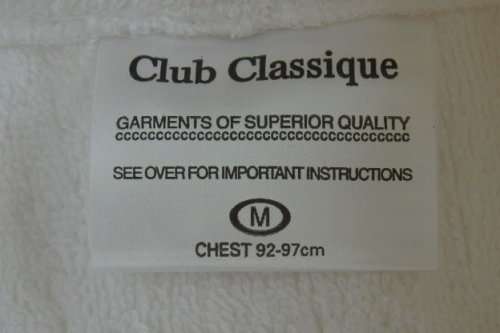 Club Classique
GARMENTS OF SUPERIOR QUALITY
CCCCCCCCCCCCCCCCCCCCCCCCCCCCCCCCCCCC
SEE OVER FOR IMPORTANT INSTRUCTIONS
M
CHEST 92-97cm